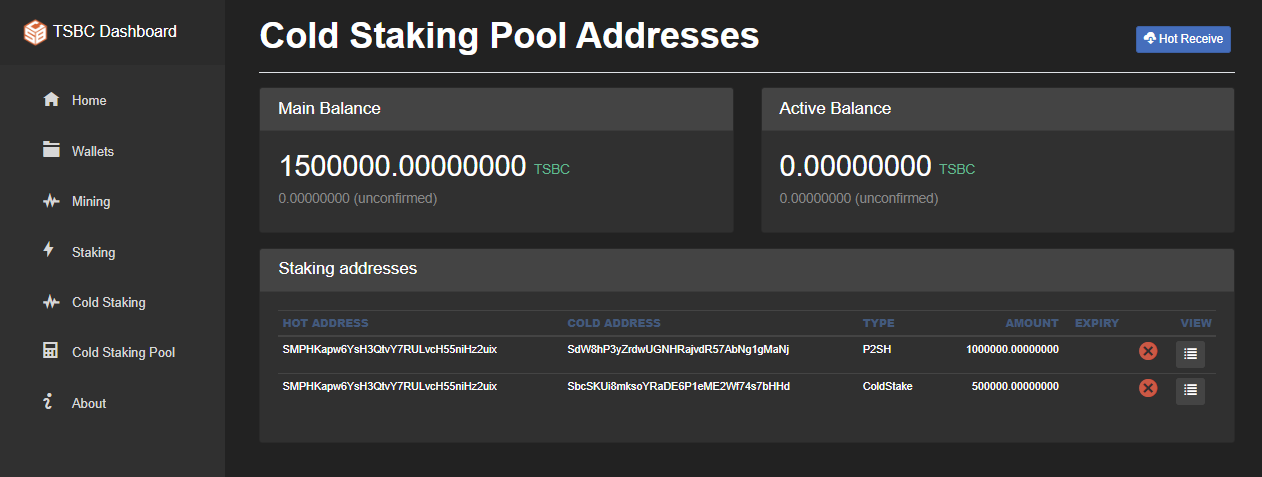 TSBC Dashboard
Home
Wallets
Mining
Staking
Cold Staking
Cold Staking Pool
About
Cold Staking Pool Addresses
Hot Receive
Main Balance
1500000.00000000 TSBC
0.00000000 (unconfirmed)
Active Balance
0.00000000 TSBC
0.00000000 (unconfirmed)
Staking addresses
HOT ADDRESS COLD ADDRESS TYPE AMOUNT EXPIRY VIEW
SMPHKapw6YsH3QtvY7RULvcH55niHz2uix SdW8hP3yZrdwUGNHRajvdR57AbNg1gMaNj P2SH 1000000.00000000
SMPHKapw6YsH3QtvY7RULvcH55niHz2uix SbcSKUi8mksoYRaDE6P1eME2Wf74s7bHHd ColdStake 500000.00000000